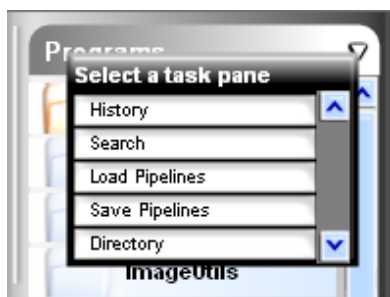 Programs
Select a task pane
History
Search
Load Pipelines
Save Pipelines
Directory
ImageUtils